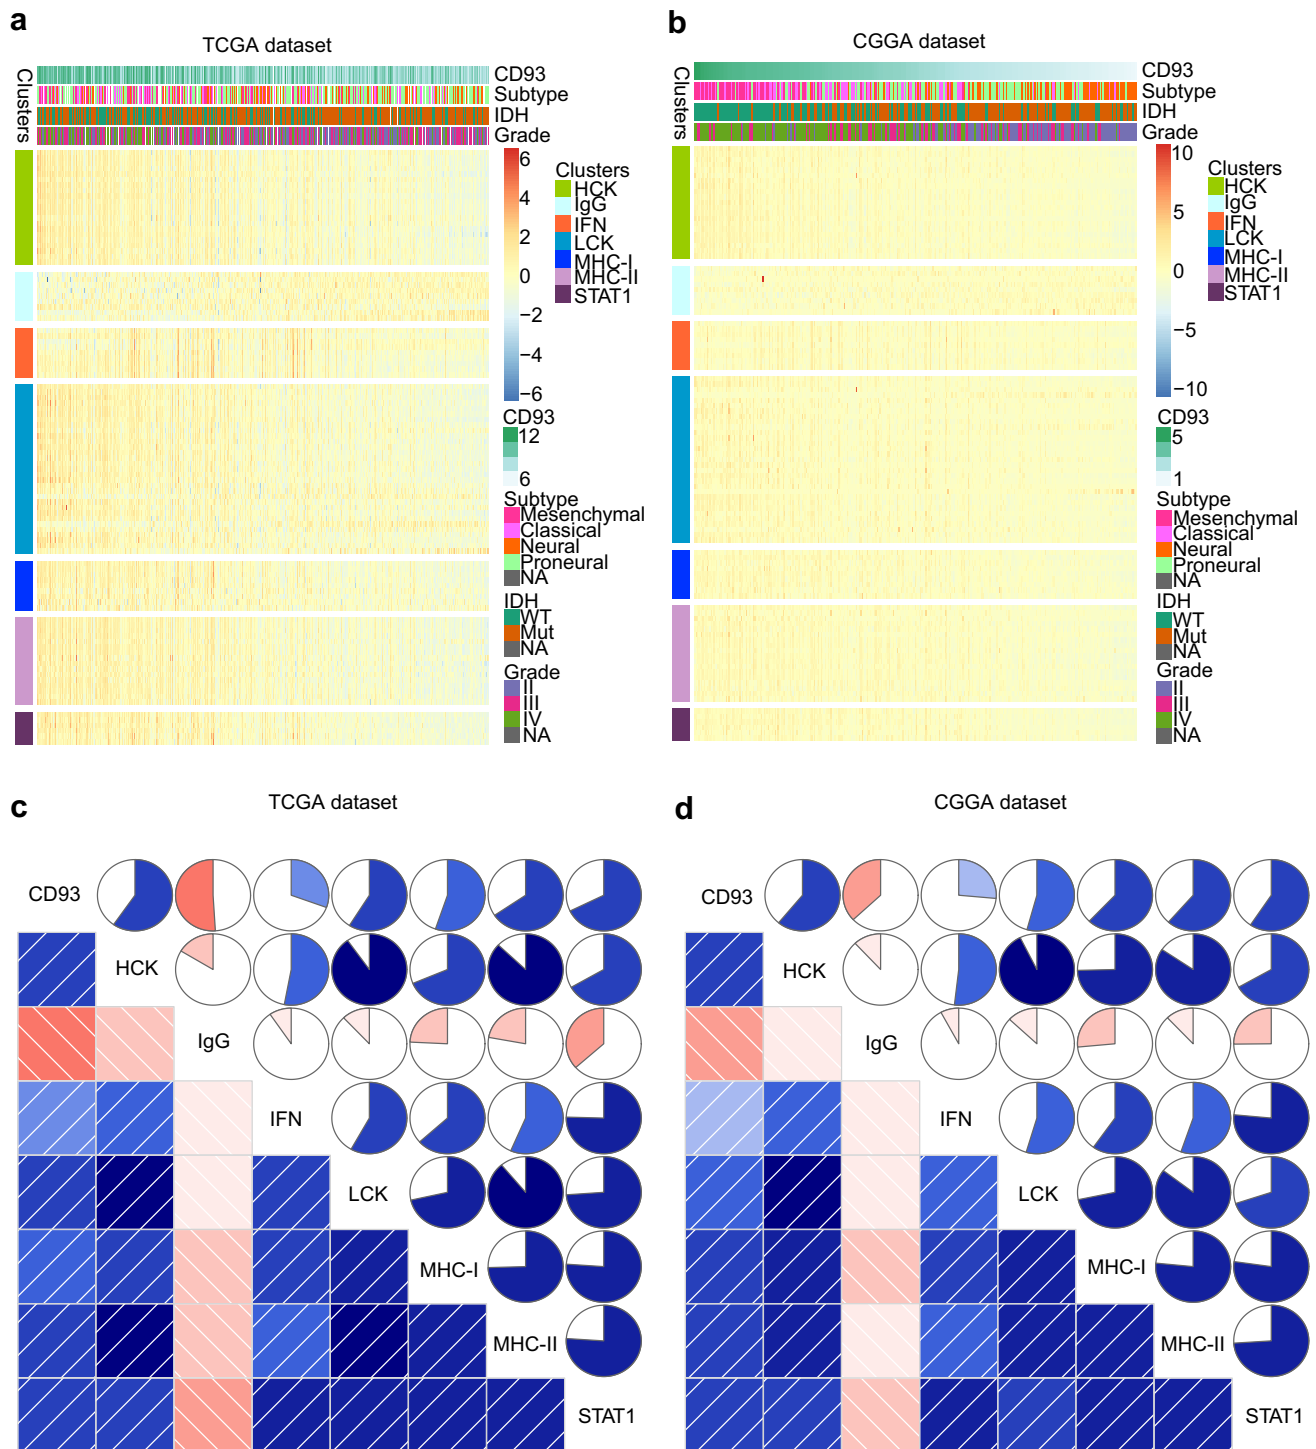 a
TCGA dataset
Clusters
CD93
Subtype
IDH
Grade
6
4
2
0
−2
−4
−6
Clusters
HCK
IgG
IFN
LCK
MHC-I
MHC-II
STAT1
CD93
12
6
Subtype
Mesenchymal
Classical
Neural
Proneural
NA
IDH
WT
Mut
NA
Grade
II
III
IV
NA
b
CGGA dataset
Clusters
CD93
Subtype
IDH
Grade
10
5
0
−5
−10
Clusters
HCK
IgG
IFN
LCK
MHC-I
MHC-II
STAT1
CD93
5
1
Subtype
Mesenchymal
Classical
Neural
Proneural
NA
IDH
WT
Mut
NA
Grade
II
III
IV
NA
c
TCGA dataset
CD93
HCK
IgG
IFN
LCK
MHC-I
MHC-II
STAT1
d
CGGA dataset
CD93
HCK
IgG
IFN
LCK
MHC-I
MHC-II
STAT1